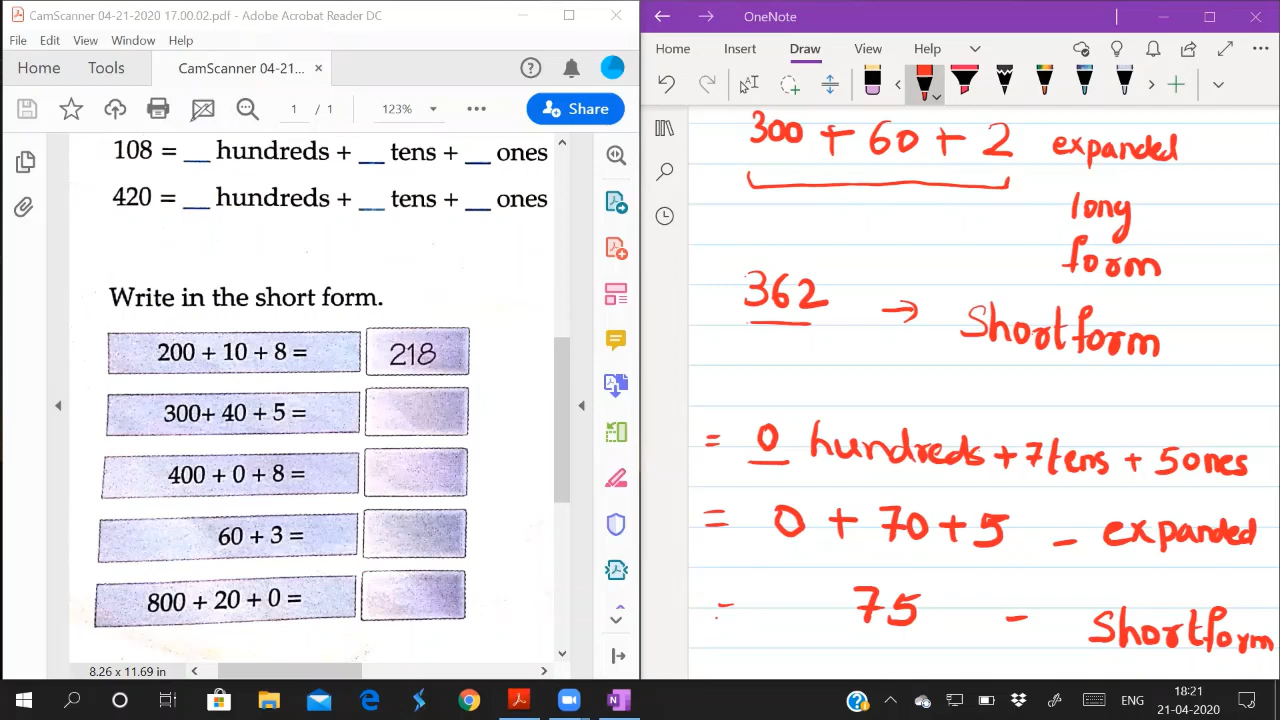 CamScanner 04-21-2020 17.00.02.pdf - Adobe Acrobat Reader DC
File Edit View Window Help
Home Tools CamScanner 04-21... ×
1 / 1 123% Share
108 = __ hundreds + __ tens + __ ones
420 = __ hundreds + __ tens + __ ones
Write in the short form.
200 + 10 + 8 = 218
300+ 40 + 5 =
400 + 0 + 8 =
60 + 3 =
800 + 20 + 0 =
8.26 x 11.69 in
OneNote
Home Insert Draw View Help
300 + 60 + 2 expanded
long
form
362 → Shortform
= 0 hundreds + 7 tens + 5 ones
= 0 + 70 + 5 - expanded
- 75 - Shortform
ENG 18:21
21-04-2020